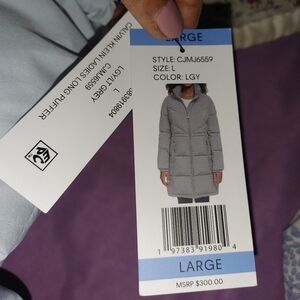 LARGE
STYLE: CJMJ6559
SIZE: L
COLOR: LGY
1 97383 91980 4
LARGE
MSRP $300.00
CALVIN KLEIN LADIES LONG PUFFER
CJMJ6559
LGY/LT GREY
L